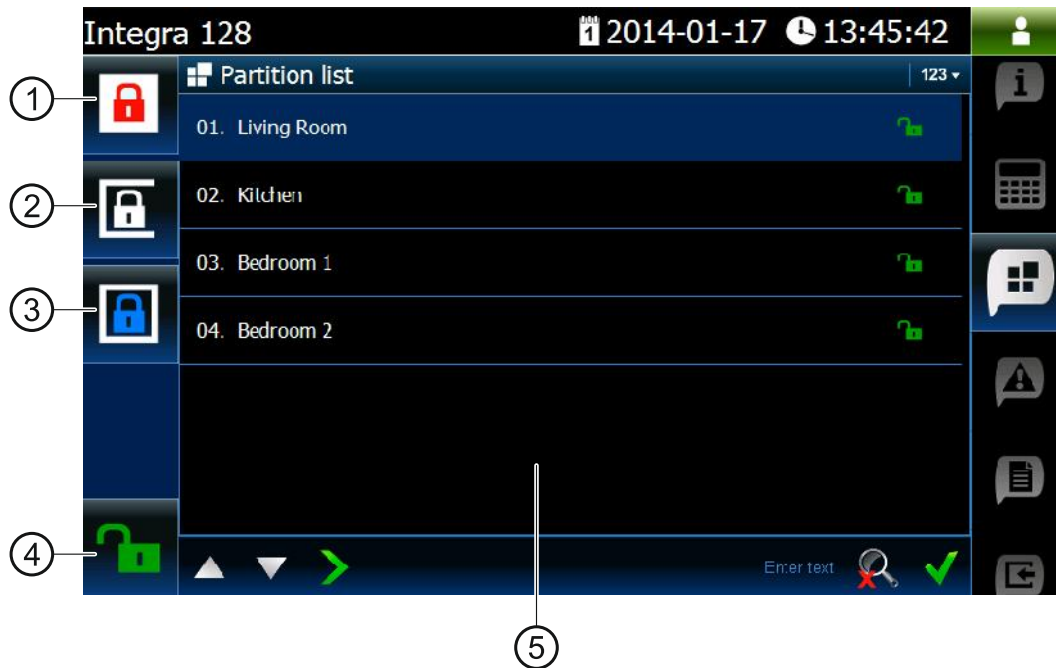 Integra 128
2014-01-17
13:45:42
Partition list
123
1
01. Living Room
2
02. Kitchen
03. Bedroom 1
3
04. Bedroom 2
4
Enter text
5